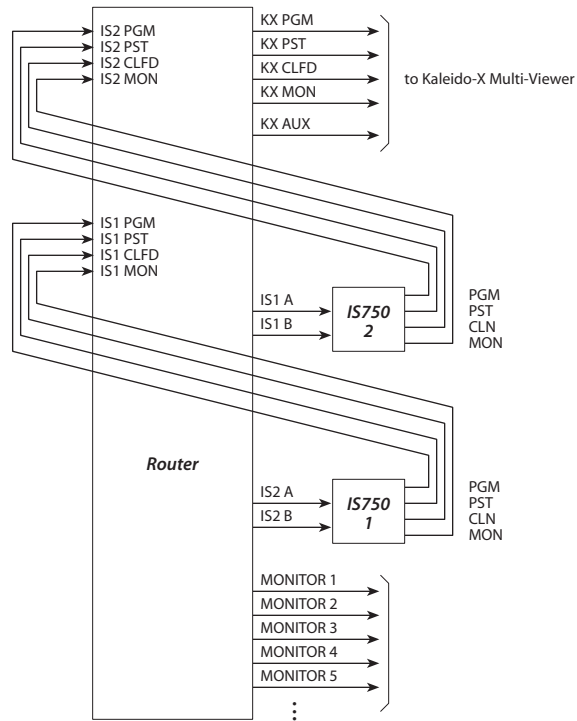 IS2 PGM
IS2 PST
IS2 CLFD
IS2 MON
KX PGM
KX PST
KX CLFD
KX MON
KX AUX
to Kaleido-X Multi-Viewer
IS1 PGM
IS1 PST
IS1 CLFD
IS1 MON
IS1 A
IS1 B
IS750
2
PGM
PST
CLN
MON
Router
IS2 A
IS2 B
IS750
1
PGM
PST
CLN
MON
MONITOR 1
MONITOR 2
MONITOR 3
MONITOR 4
MONITOR 5